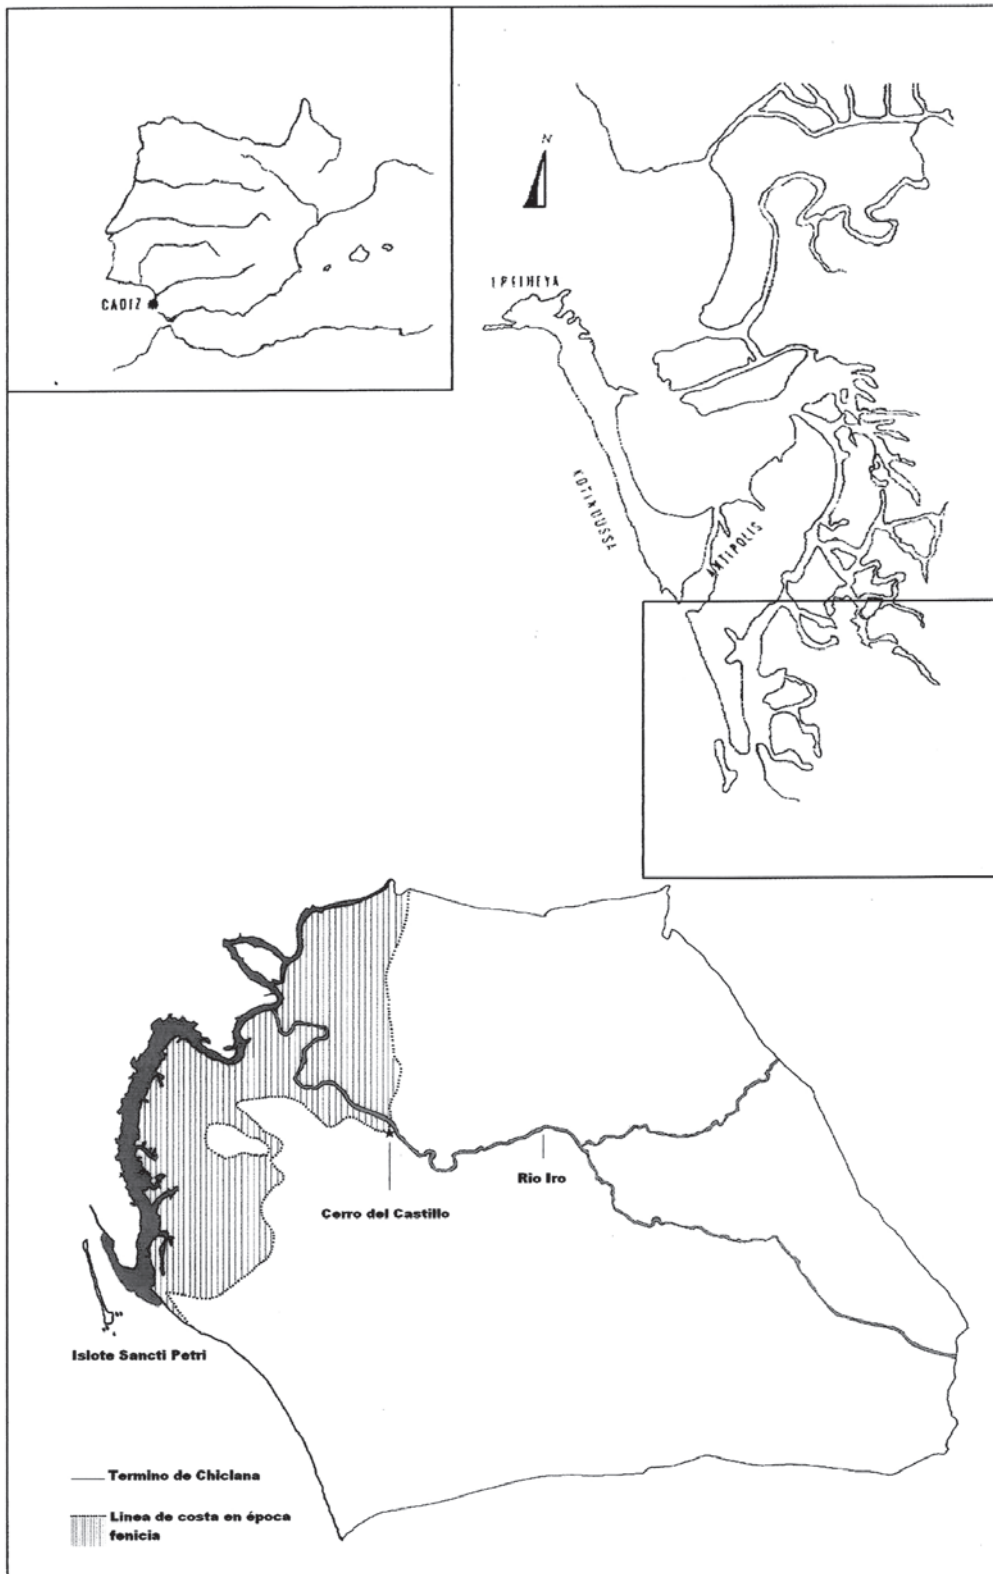 CADIZ
N
EREIHEYA
KOTINOUSSA
ANTIPOLIS
Rio Iro
Cerro del Castillo
Islote Sancti Petri
Termino de Chiclana
Linea de costa en época
fenicia